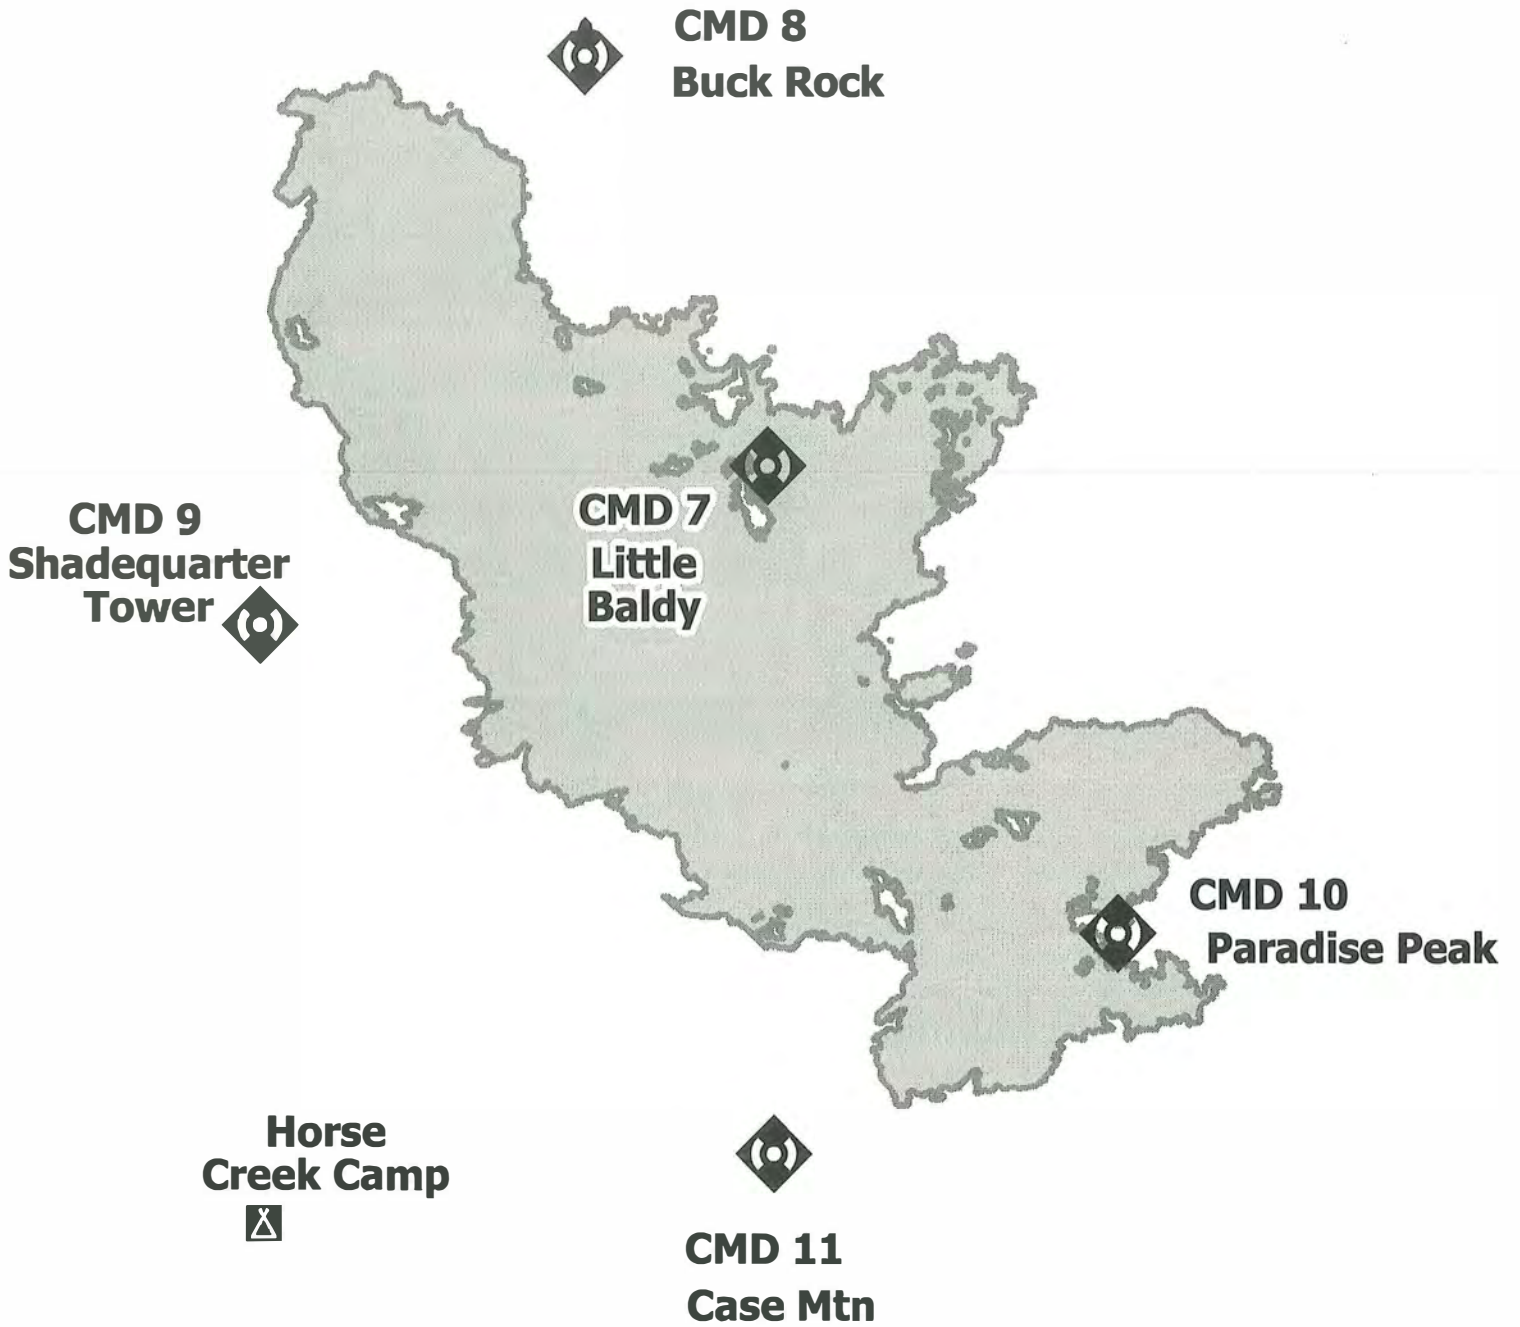 CMD 8
Buck Rock
CMD 9
Shadequarter
Tower
CMD 7
Little
Baldy
CMD 10
Paradise Peak
Horse
Creek Camp
CMD 11
Case Mtn